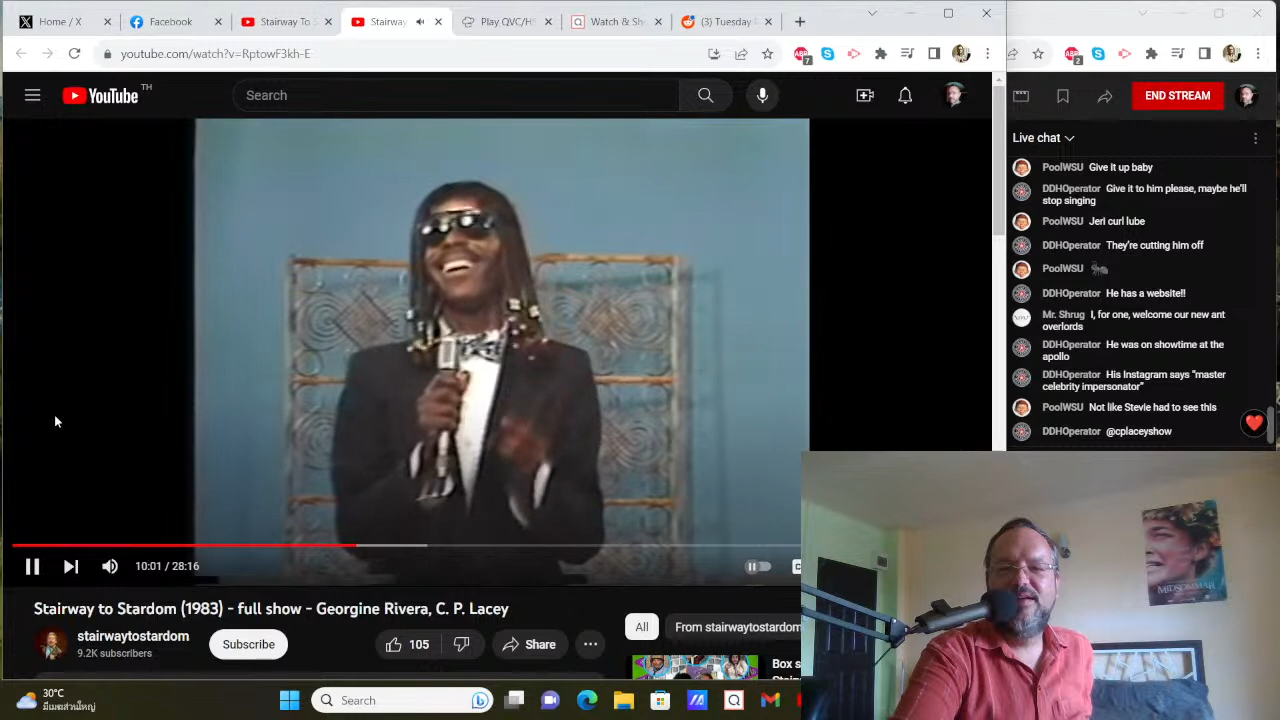 Home / X
Facebook
Stairway To S
Stairway
Play QVC/HS
Watch & Sh
(3) Tuesday
youtube.com/watch?v=RptowF3kh-E
7
2
YouTube TH
Search
END STREAM
Live chat
PoolWSU Give it up baby
DDHOperator Give it to him please, maybe he'll
stop singing
PoolWSU Jeri curl lube
DDHOperator They're cutting him off
PoolWSU 🐜
DDHOperator He has a website!!
Mr. Shrug I, for one, welcome our new ant
overlords
DDHOperator He was on showtime at the
apollo
DDHOperator His Instagram says “master
celebrity impersonator”
PoolWSU Not like Stevie had to see this
DDHOperator @cplaceyshow
10:01 / 28:16
Stairway to Stardom (1983) - full show - Georgine Rivera, C. P. Lacey
stairwaytostardom
9.2K subscribers
Subscribe
105
Share
All
From stairwaytostardom
Box s
MIDSOMMAR
30°C
Search